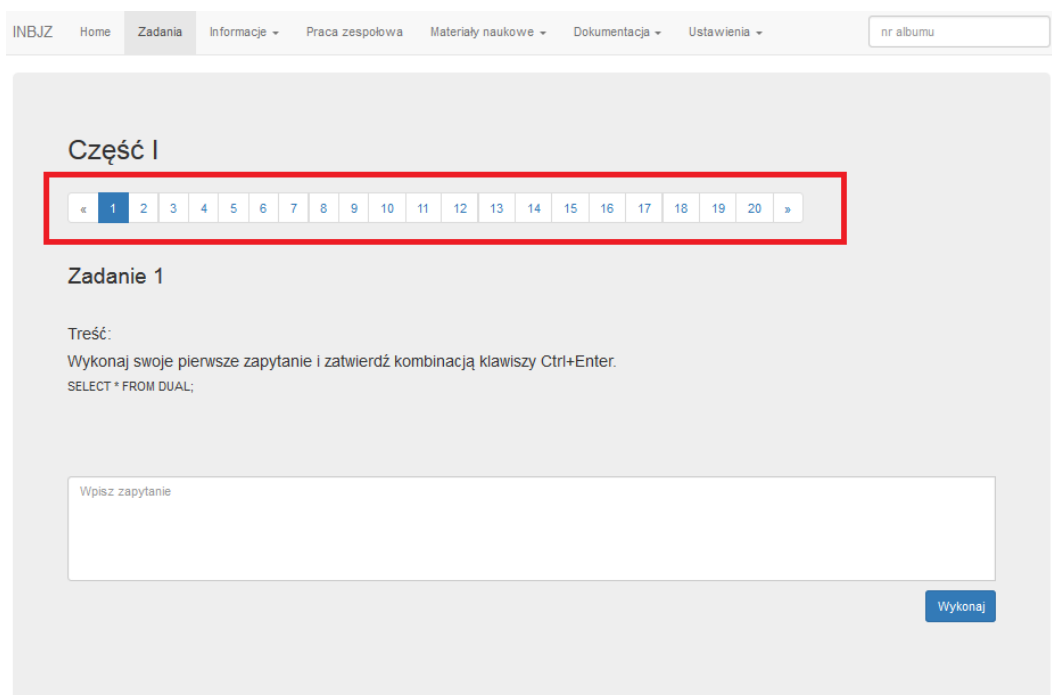 INBJZ Home Zadania Informacje Praca zespołowa Materiały naukowe Dokumentacja Ustawienia nr albumu
Część I
« 1 2 3 4 5 6 7 8 9 10 11 12 13 14 15 16 17 18 19 20 »
Zadanie 1
Treść:
Wykonaj swoje pierwsze zapytanie i zatwierdź kombinacją klawiszy Ctrl+Enter.
SELECT * FROM DUAL;
Wpisz zapytanie
Wykonaj